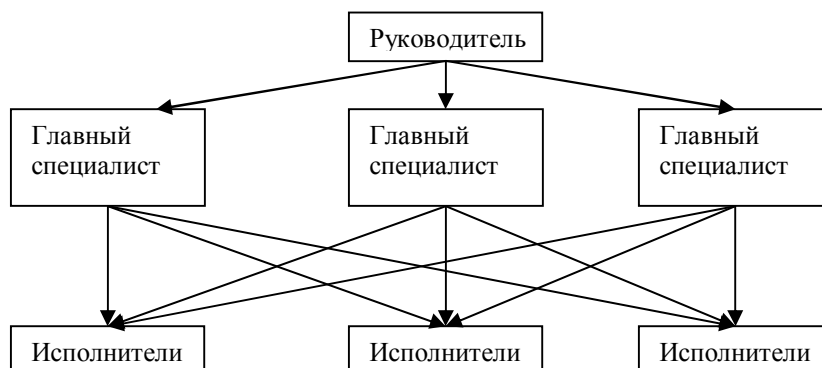 Руководитель
Главный
специалист
Главный
специалист
Главный
специалист
Исполнители
Исполнители
Исполнители